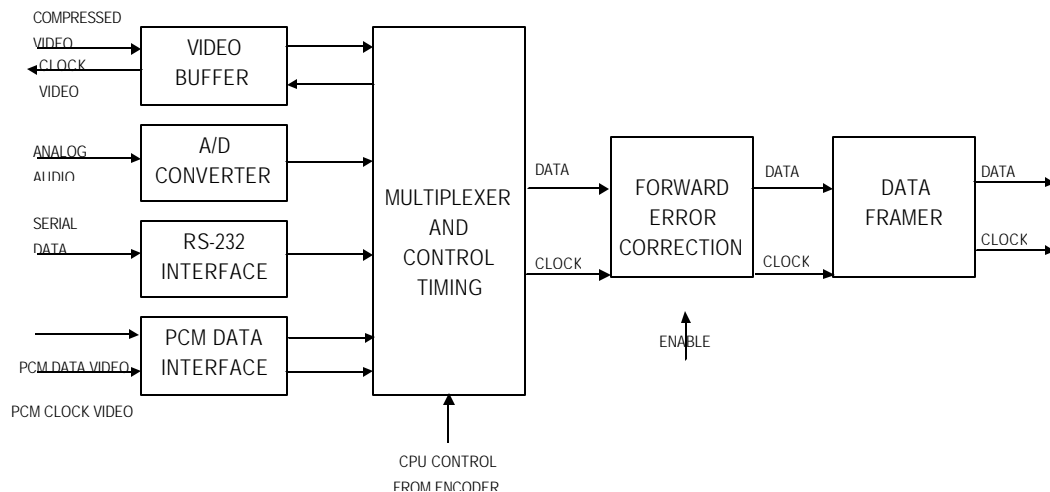 COMPRESSED
VIDEO
CLOCK
VIDEO
VIDEO
BUFFER
ANALOG
AUDIO
A/D
CONVERTER
SERIAL
DATA
RS-232
INTERFACE
PCM DATA VIDEO
PCM CLOCK VIDEO
PCM DATA
INTERFACE
MULTIPLEXER
AND
CONTROL
TIMING
CPU CONTROL
FROM ENCODER
DATA
CLOCK
FORWARD
ERROR
CORRECTION
ENABLE
DATA
CLOCK
DATA
FRAMER
DATA
CLOCK